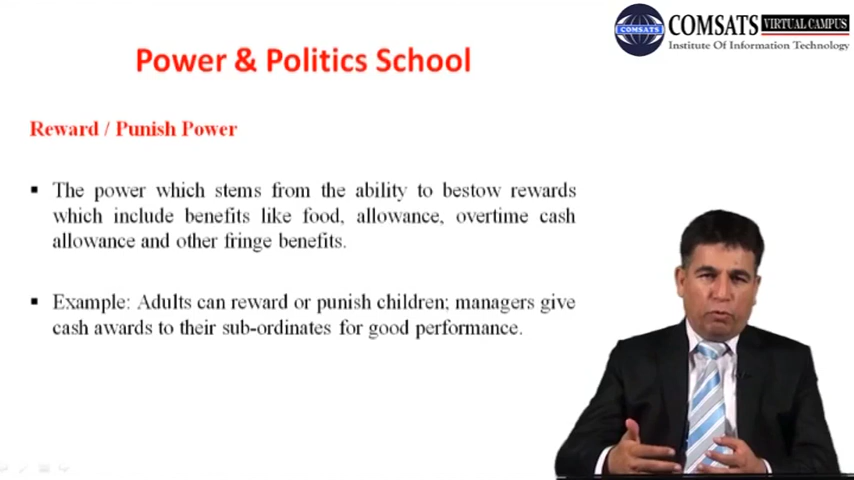 COMSATS VIRTUAL CAMPUS
Institute Of Information Technology
COMSATS
Power & Politics School
Reward / Punish Power
▪ The power which stems from the ability to bestow rewards
which include benefits like food, allowance, overtime cash
allowance and other fringe benefits.
▪ Example: Adults can reward or punish children; managers give
cash awards to their sub-ordinates for good performance.